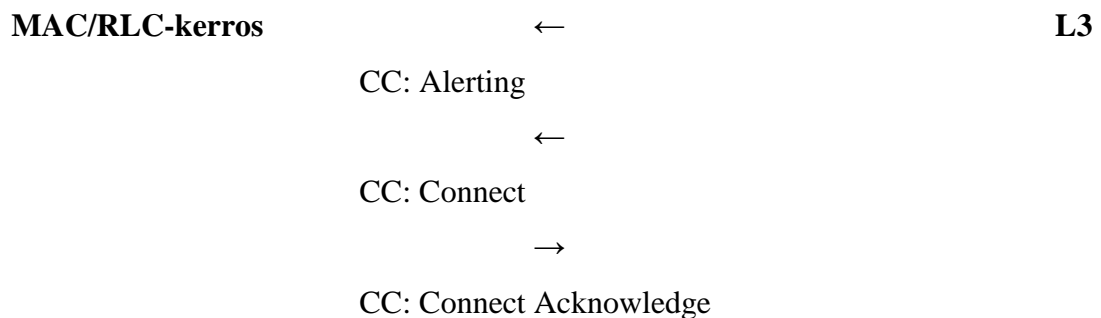 MAC/RLC-kerros ← L3
CC: Alerting
←
CC: Connect
→
CC: Connect Acknowledge